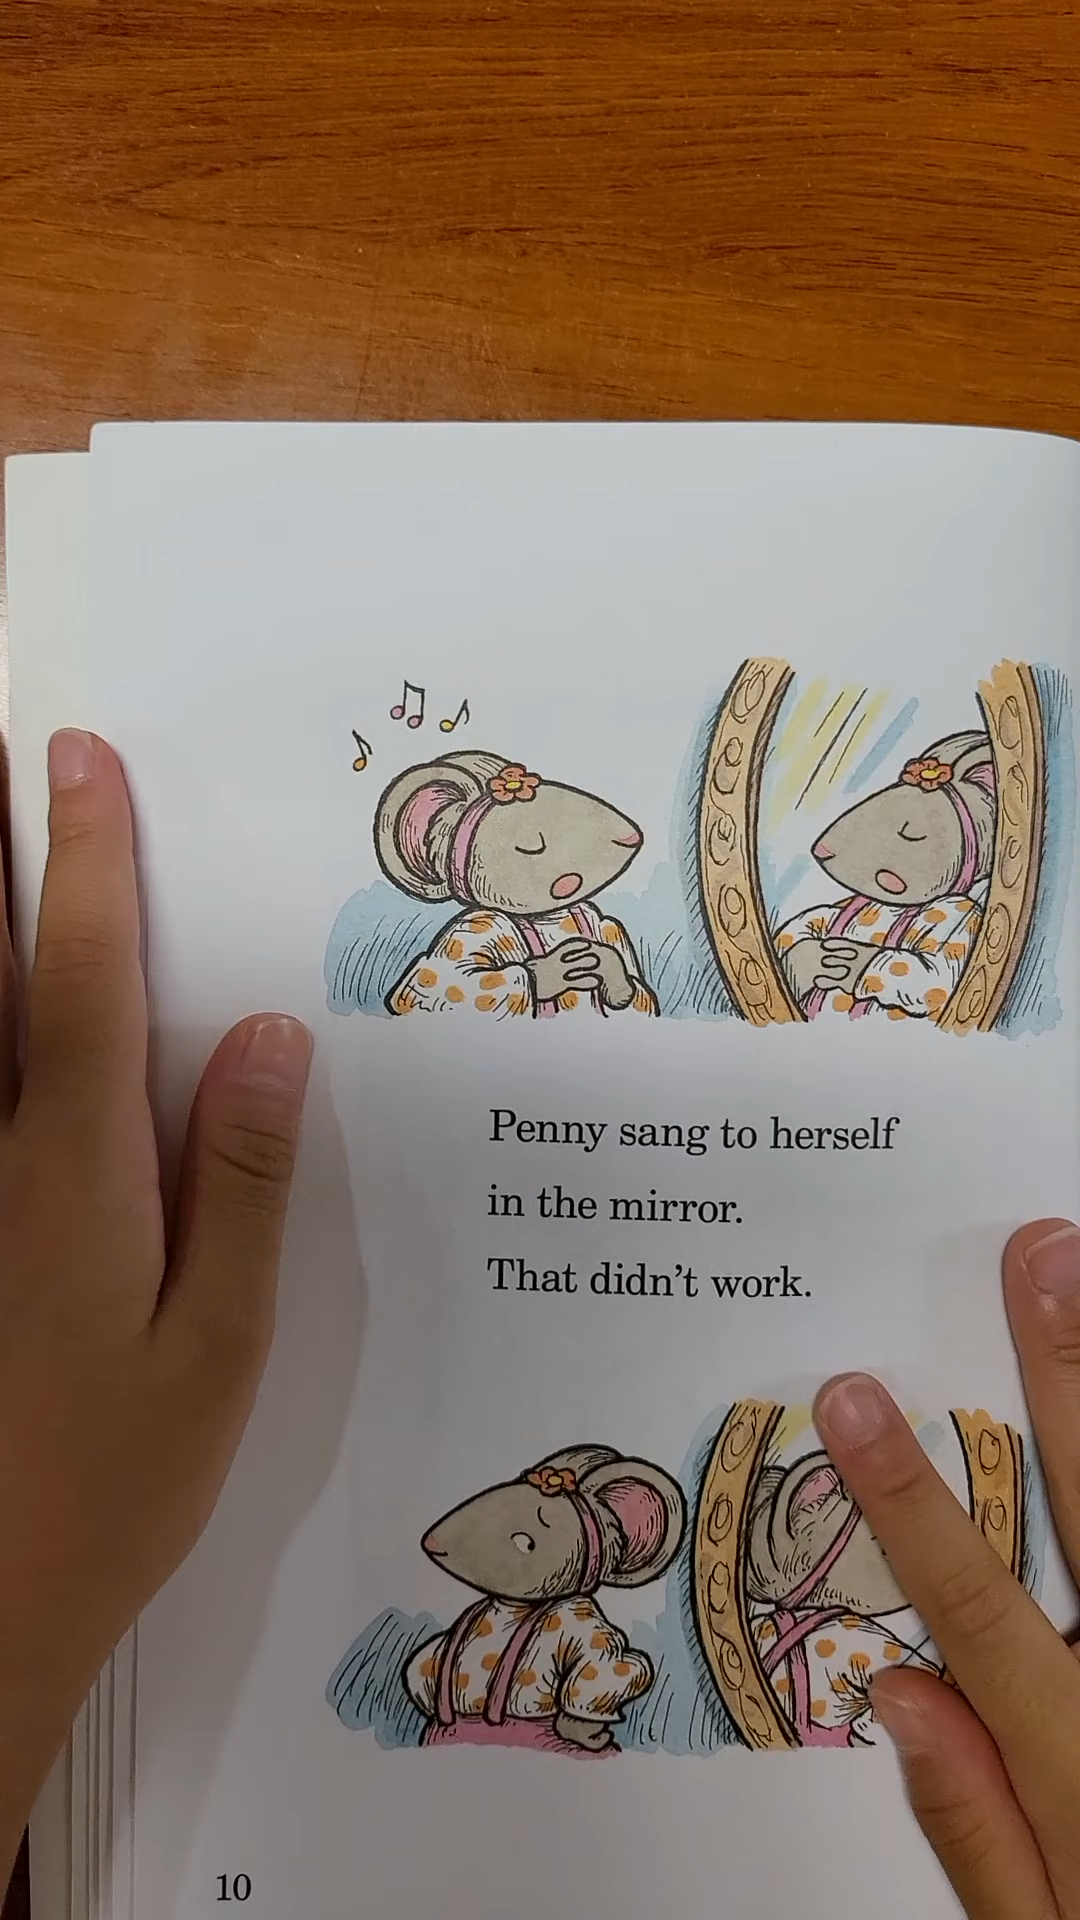 Penny sang to herself
in the mirror.
That didn't work.
10